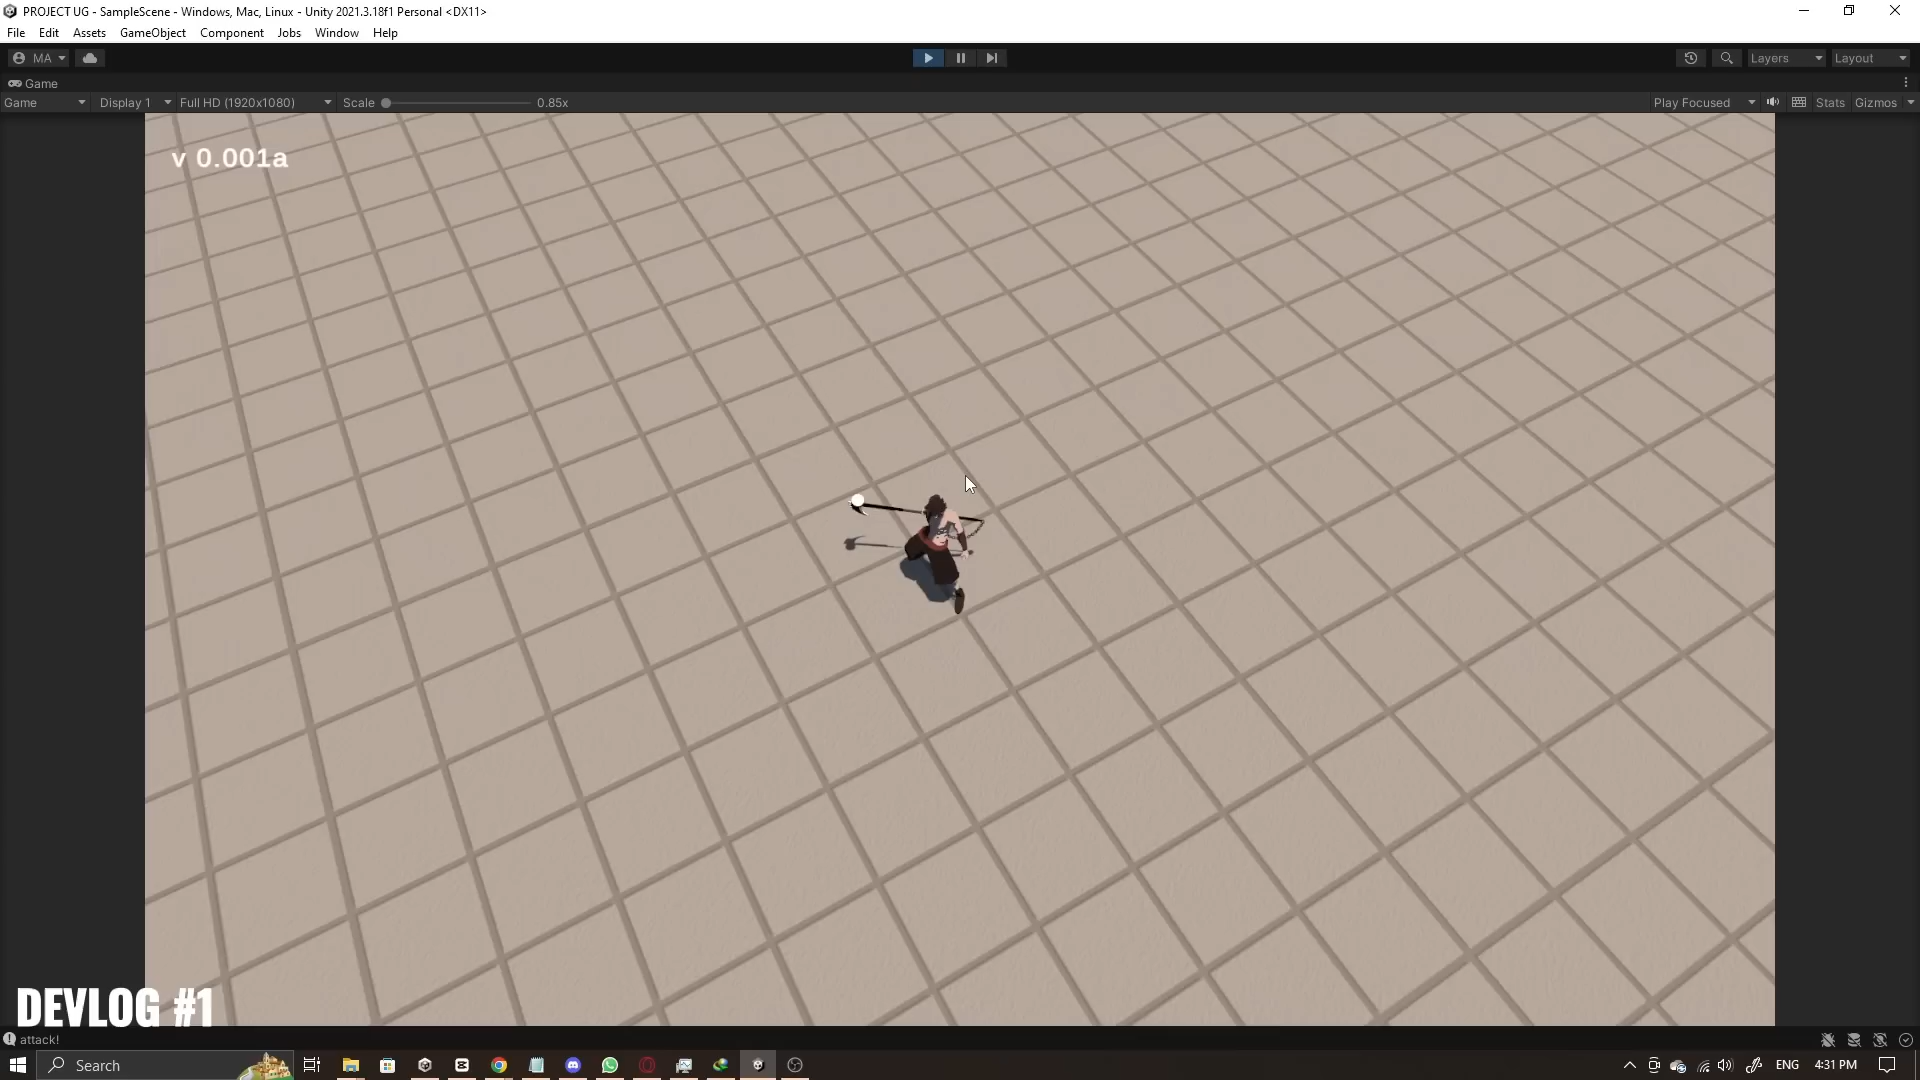 PROJECT UG - SampleScene - Windows, Mac, Linux - Unity 2021.3.18f1 Personal <DX11>
File Edit Assets GameObject Component Jobs Window Help
MA Layers Layout
Game
Game Display 1 Full HD (1920x1080) Scale 0.85x Play Focused Stats Gizmos
v 0.001a
DEVLOG #1
attack!
Search ENG 4:31 PM